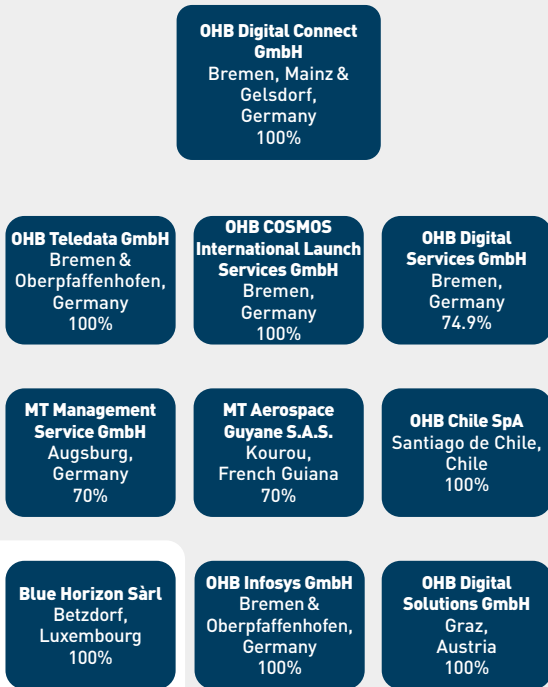 OHB Digital Connect
GmbH
Bremen, Mainz &
Gelsdorf,
Germany
100%
OHB Teledata GmbH
Bremen &
Oberpfaffenhofen,
Germany
100%
OHB COSMOS
International Launch
Services GmbH
Bremen,
Germany
100%
OHB Digital
Services GmbH
Bremen,
Germany
74.9%
MT Management
Service GmbH
Augsburg,
Germany
70%
MT Aerospace
Guyane S.A.S.
Kourou,
French Guiana
70%
OHB Chile SpA
Santiago de Chile,
Chile
100%
Blue Horizon Sàrl
Betzdorf,
Luxembourg
100%
OHB Infosys GmbH
Bremen &
Oberpfaffenhofen,
Germany
100%
OHB Digital
Solutions GmbH
Graz,
Austria
100%